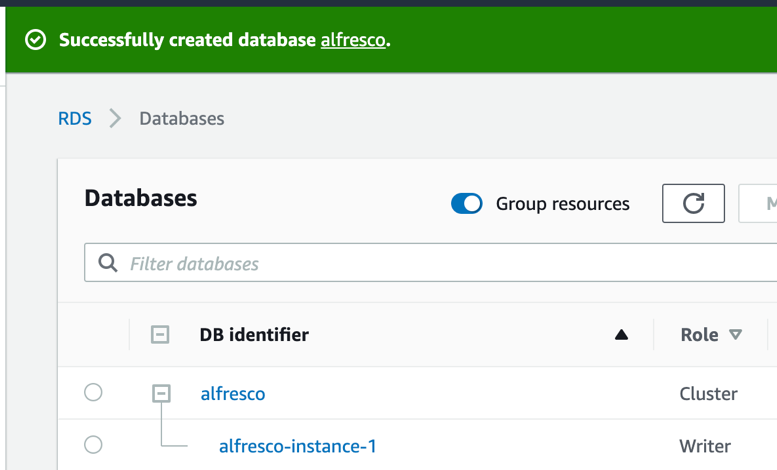 Successfully created database alfresco.
RDS Databases
Databases
Group resources
Filter databases
DB identifier Role
alfresco Cluster
alfresco-instance-1 Writer